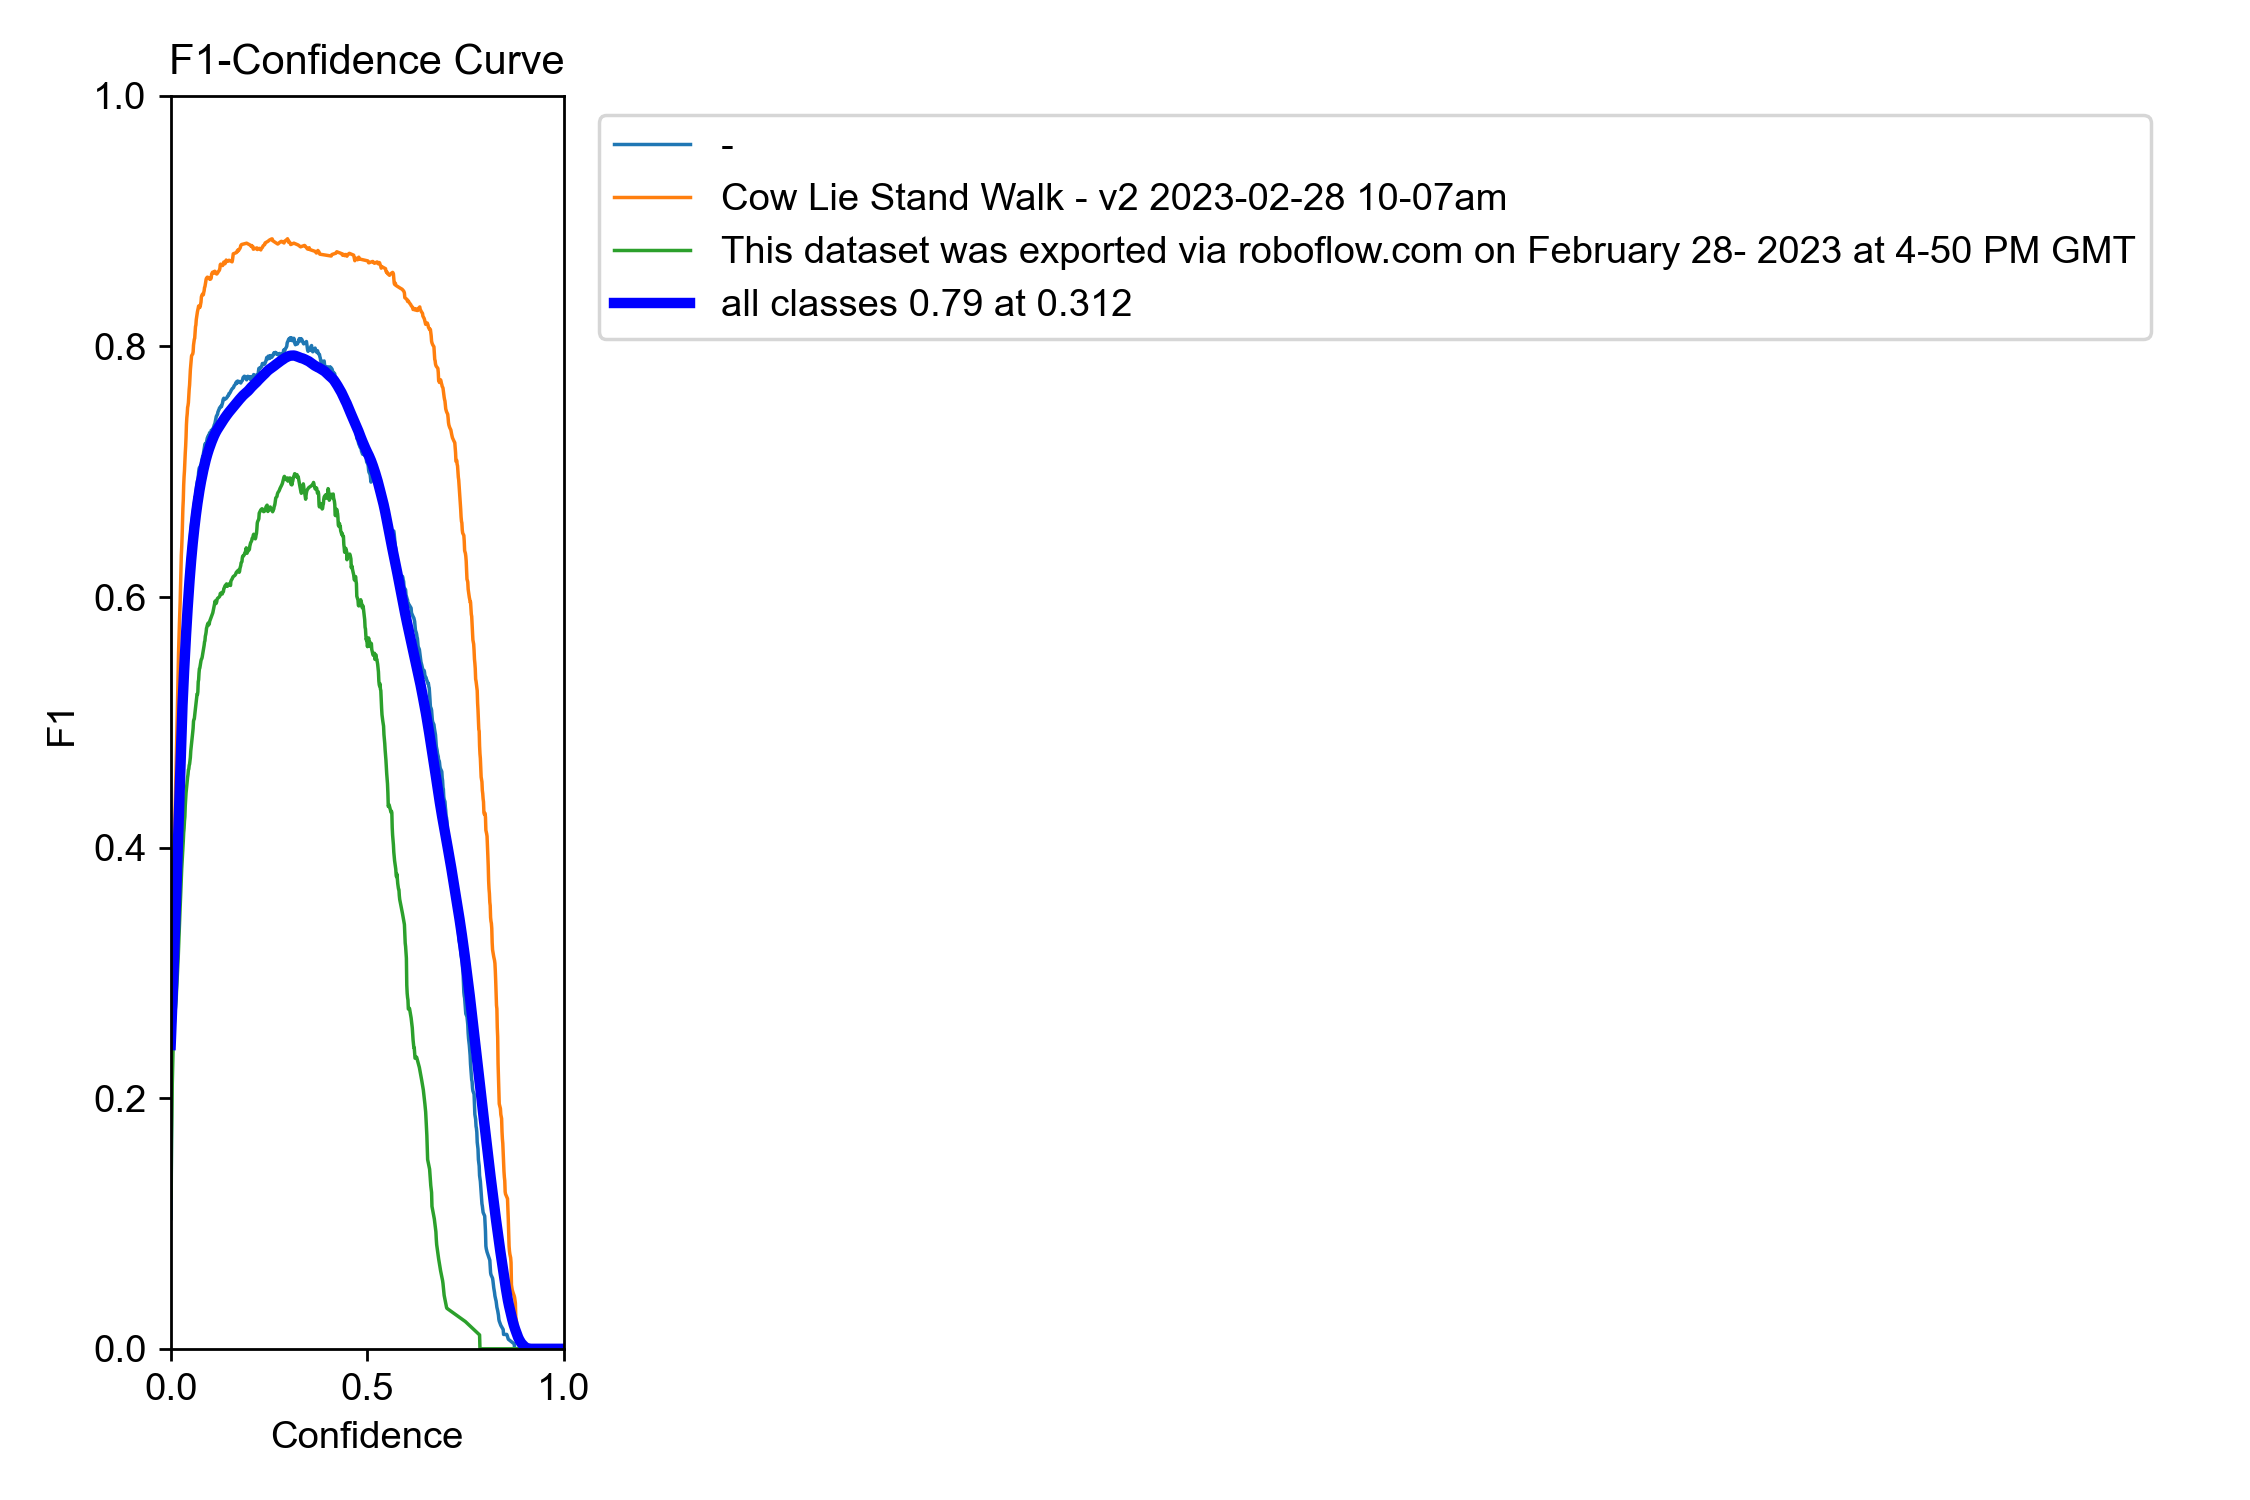 F1-Confidence Curve
1.0
0.8
0.6
0.4
0.2
0.0
F1
0.0 0.5 1.0
Confidence
-
Cow Lie Stand Walk - v2 2023-02-28 10-07am
This dataset was exported via roboflow.com on February 28- 2023 at 4-50 PM GMT
all classes 0.79 at 0.312